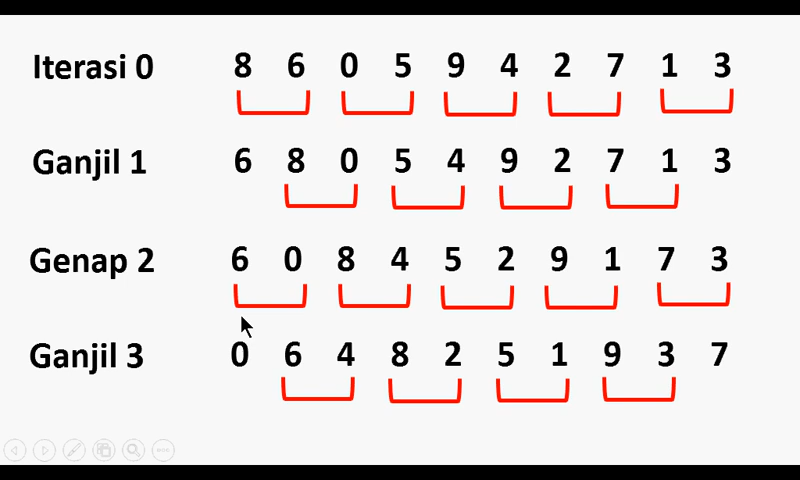 Iterasi 0 8 6 0 5 9 4 2 7 1 3
Ganjil 1 6 8 0 5 4 9 2 7 1 3
Genap 2 6 0 8 4 5 2 9 1 7 3
Ganjil 3 0 6 4 8 2 5 1 9 3 7